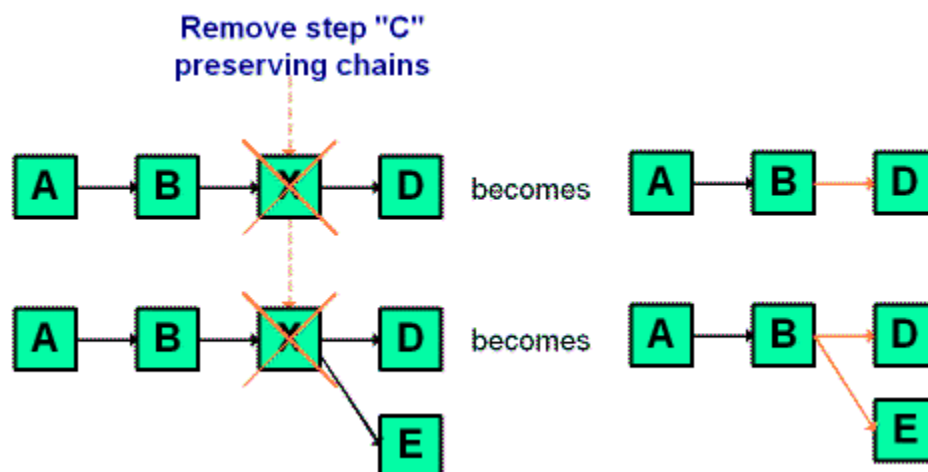 Remove step "C"
preserving chains
A B X D becomes A B D
A B X D becomes A B D
E E